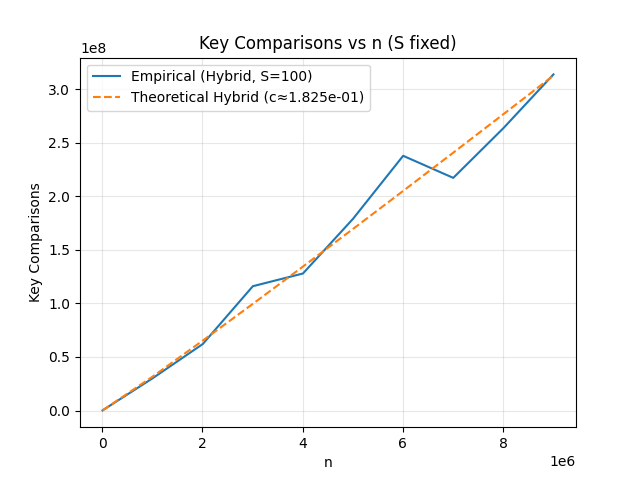 Key Comparisons vs n (S fixed)
1e8
Empirical (Hybrid, S=100)
Theoretical Hybrid (c≈1.825e-01)
3.0
2.5
2.0
1.5
1.0
0.5
0.0
Key Comparisons
0 2 4 6 8
1e6
n